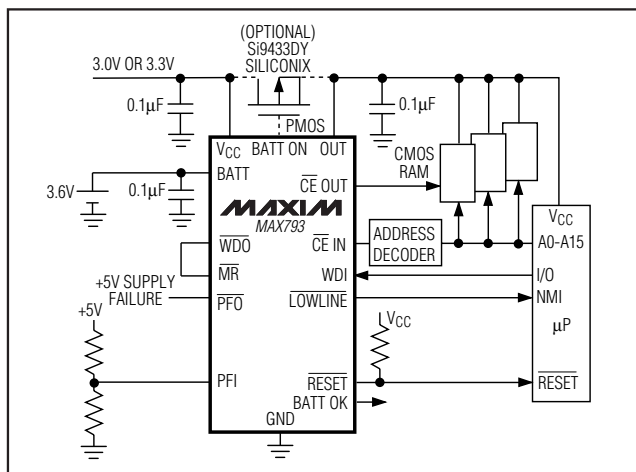 (OPTIONAL)
Si9433DY
SILICONIX
3.0V OR 3.3V
0.1μF
0.1μF
PMOS
VCC
BATT ON
OUT
BATT
CE OUT
CMOS
RAM
3.6V
0.1μF
MAXIM
MAX793
VCC
WDO
CE IN
ADDRESS
DECODER
A0-A15
MR
WDI
I/O
+5V SUPPLY
FAILURE
PFO
LOWLINE
NMI
+5V
VCC
μP
PFI
RESET
RESET
BATT OK
GND